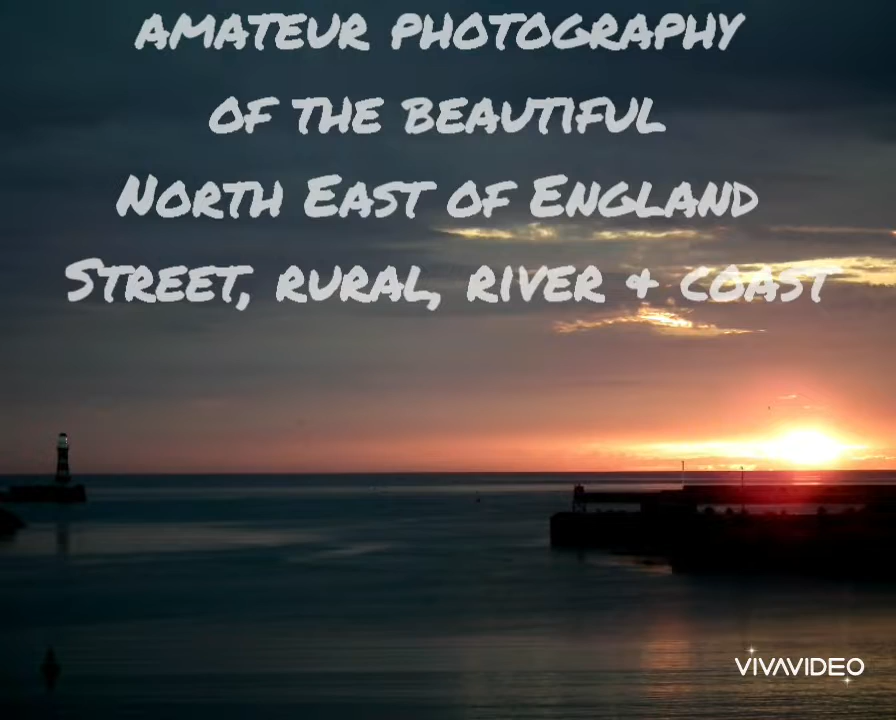 AMATEUR PHOTOGRAPHY
OF THE BEAUTIFUL
NORTH EAST OF ENGLAND
STREET, RURAL, RIVER & COAST
VIVAVIDEO